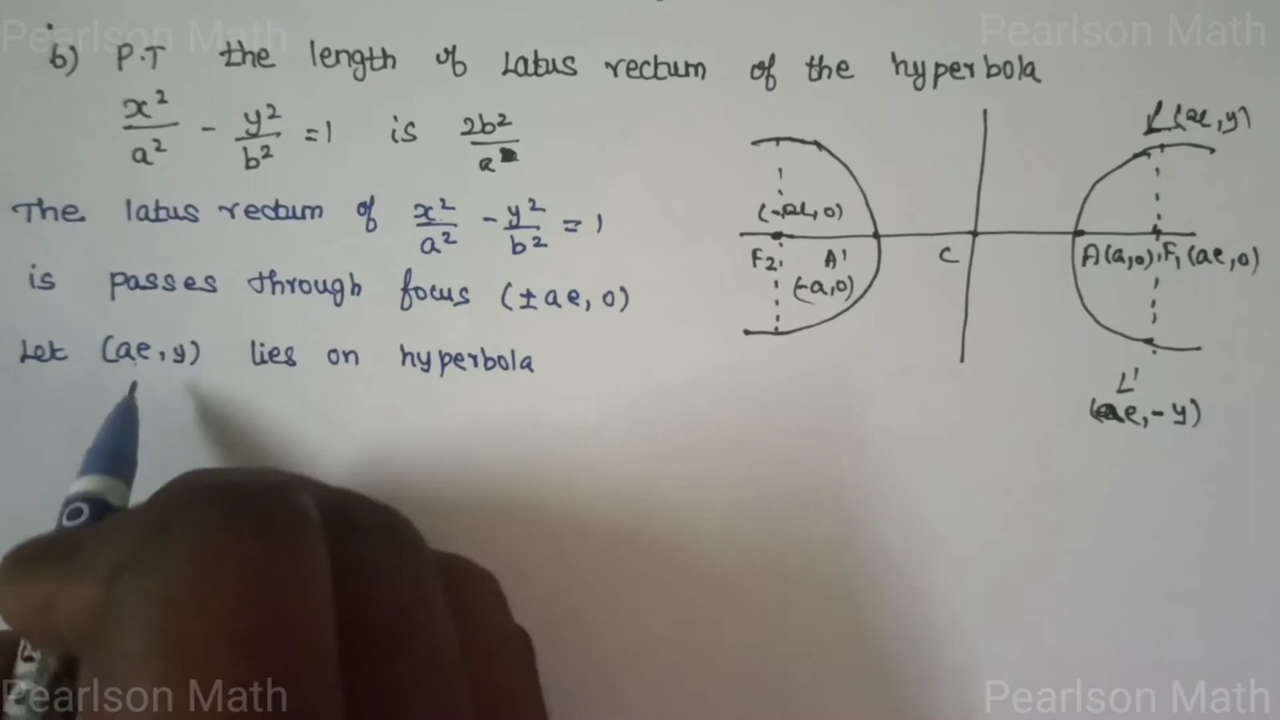 Pearlson Math
Pearlson Math
b) P.T the length of Latus rectum of the hyperbola
x²/a² - y²/b² = 1 is 2b²/a
The latus rectum of x²/a² - y²/b² = 1
is passes through focus (±ae, 0)
Let (ae, y) lies on hyperbola
L(ae, y)
(-ae, 0)
F₂ A' C A(a, 0) F₁ (ae, 0)
(-a, 0)
L'
(ae, -y)
Pearlson Math
Pearlson Math